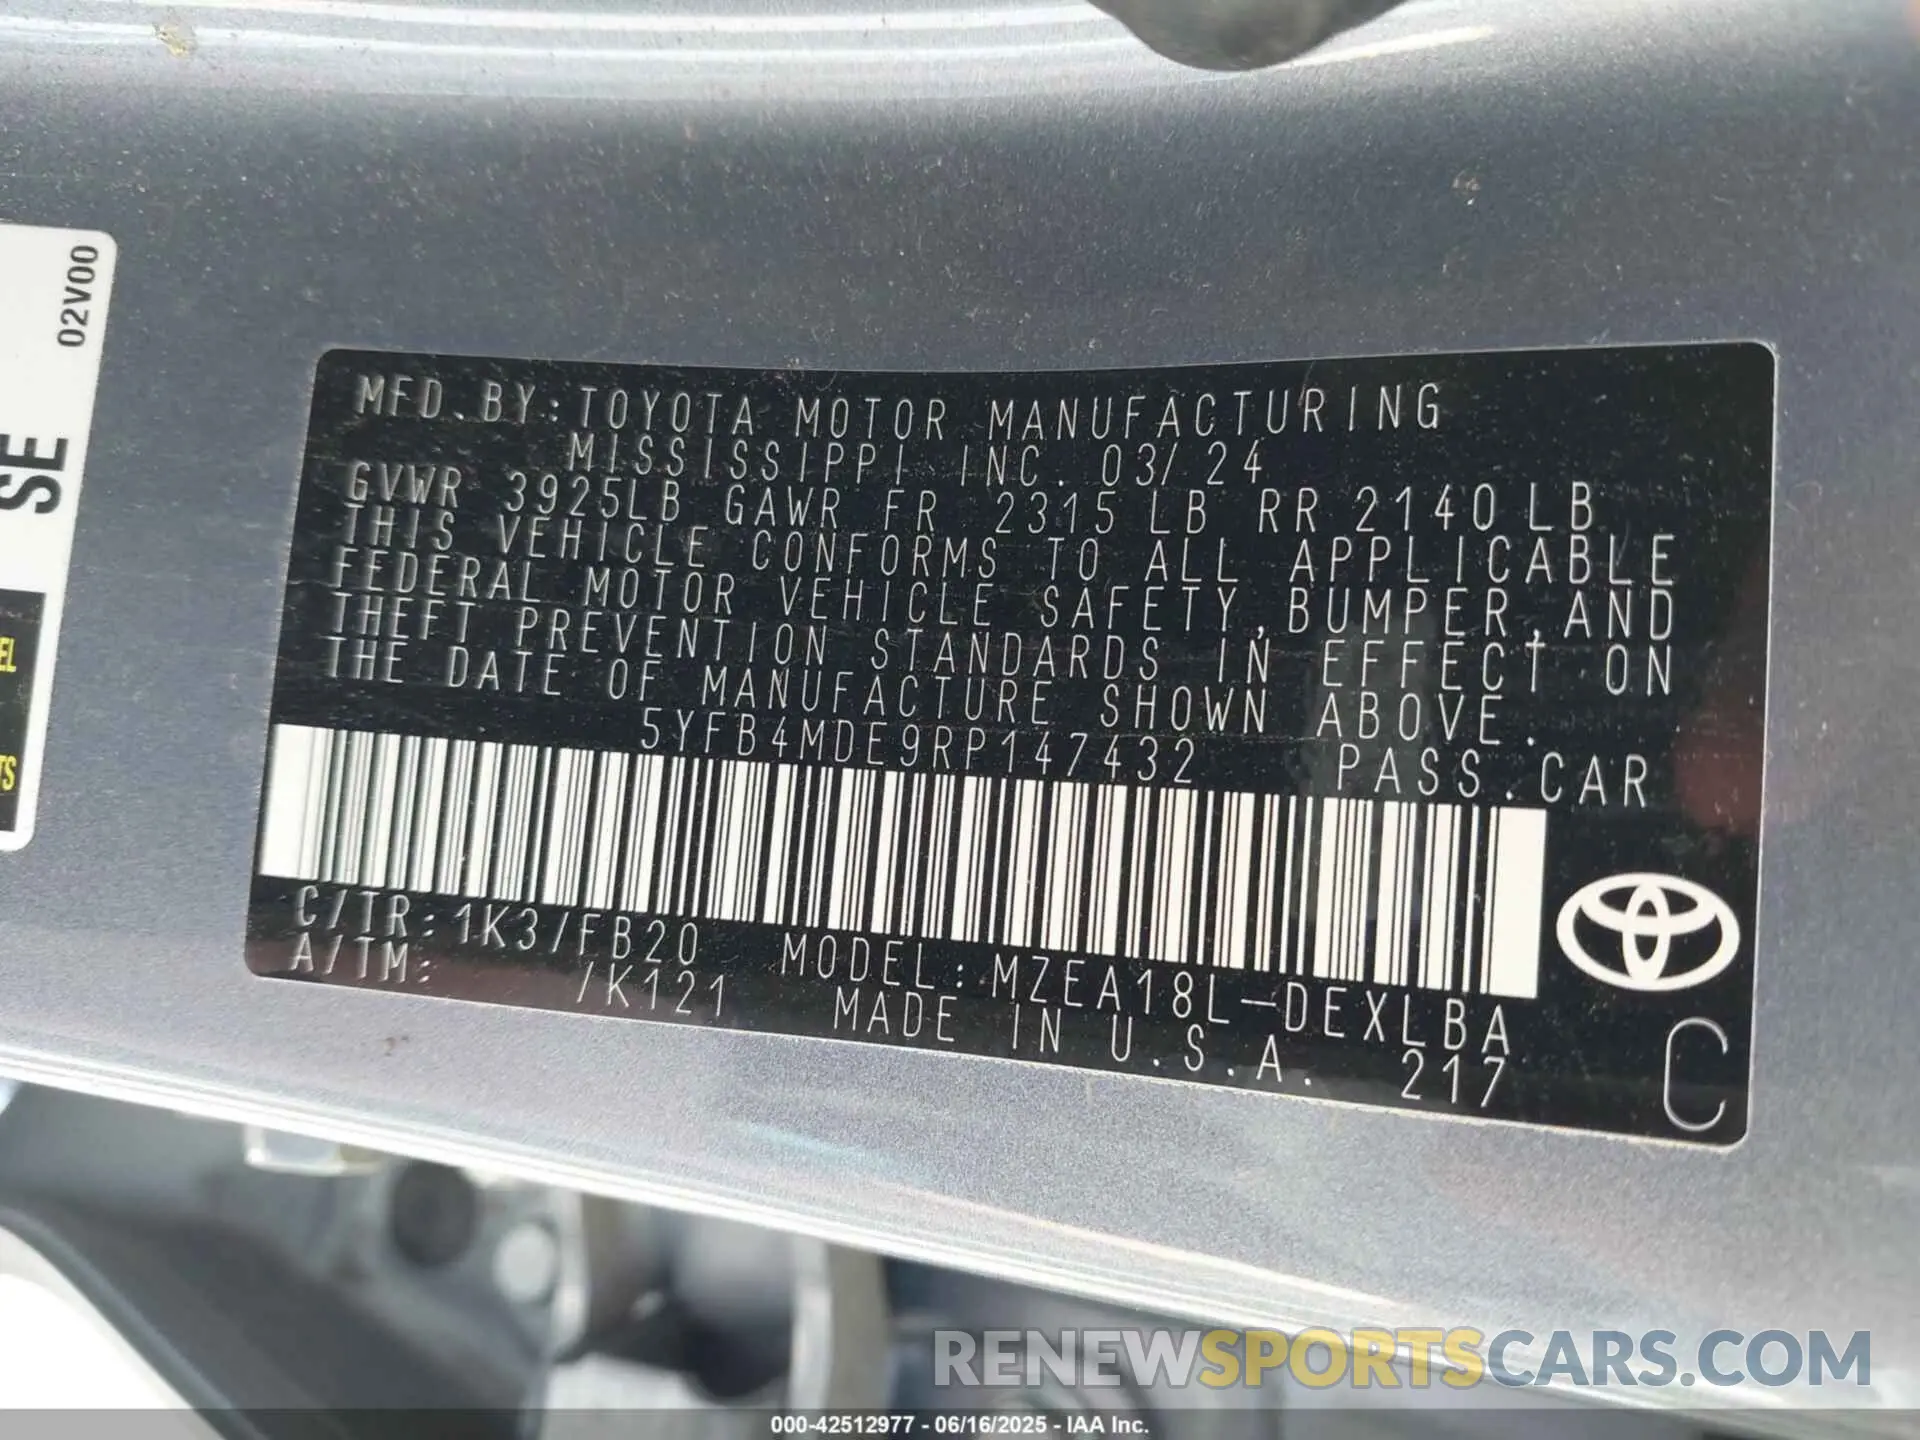 02V00
SE
EL
TS
MFD.BY:TOYOTA MOTOR MANUFACTURING
MISSISSIPPI INC. 03/24
GVWR 3925LB GAWR FR 2315LB RR 2140LB
THIS VEHICLE CONFORMS TO ALL APPLICABLE
FEDERAL MOTOR VEHICLE SAFETY,BUMPER,AND
THEFT PREVENTION STANDARDS IN EFFECT ON
THE DATE OF MANUFACTURE SHOWN ABOVE.
5YFB4MDE9RP147432 PASS.CAR
C/TR:1K3/FB20 MODEL:MZEA18L-DEXLBA
A/TM: /K121 MADE IN U.S.A. 217
C
RENEWSPORTSCARS.COM
000-42512977 - 06/16/2025 - IAA Inc.